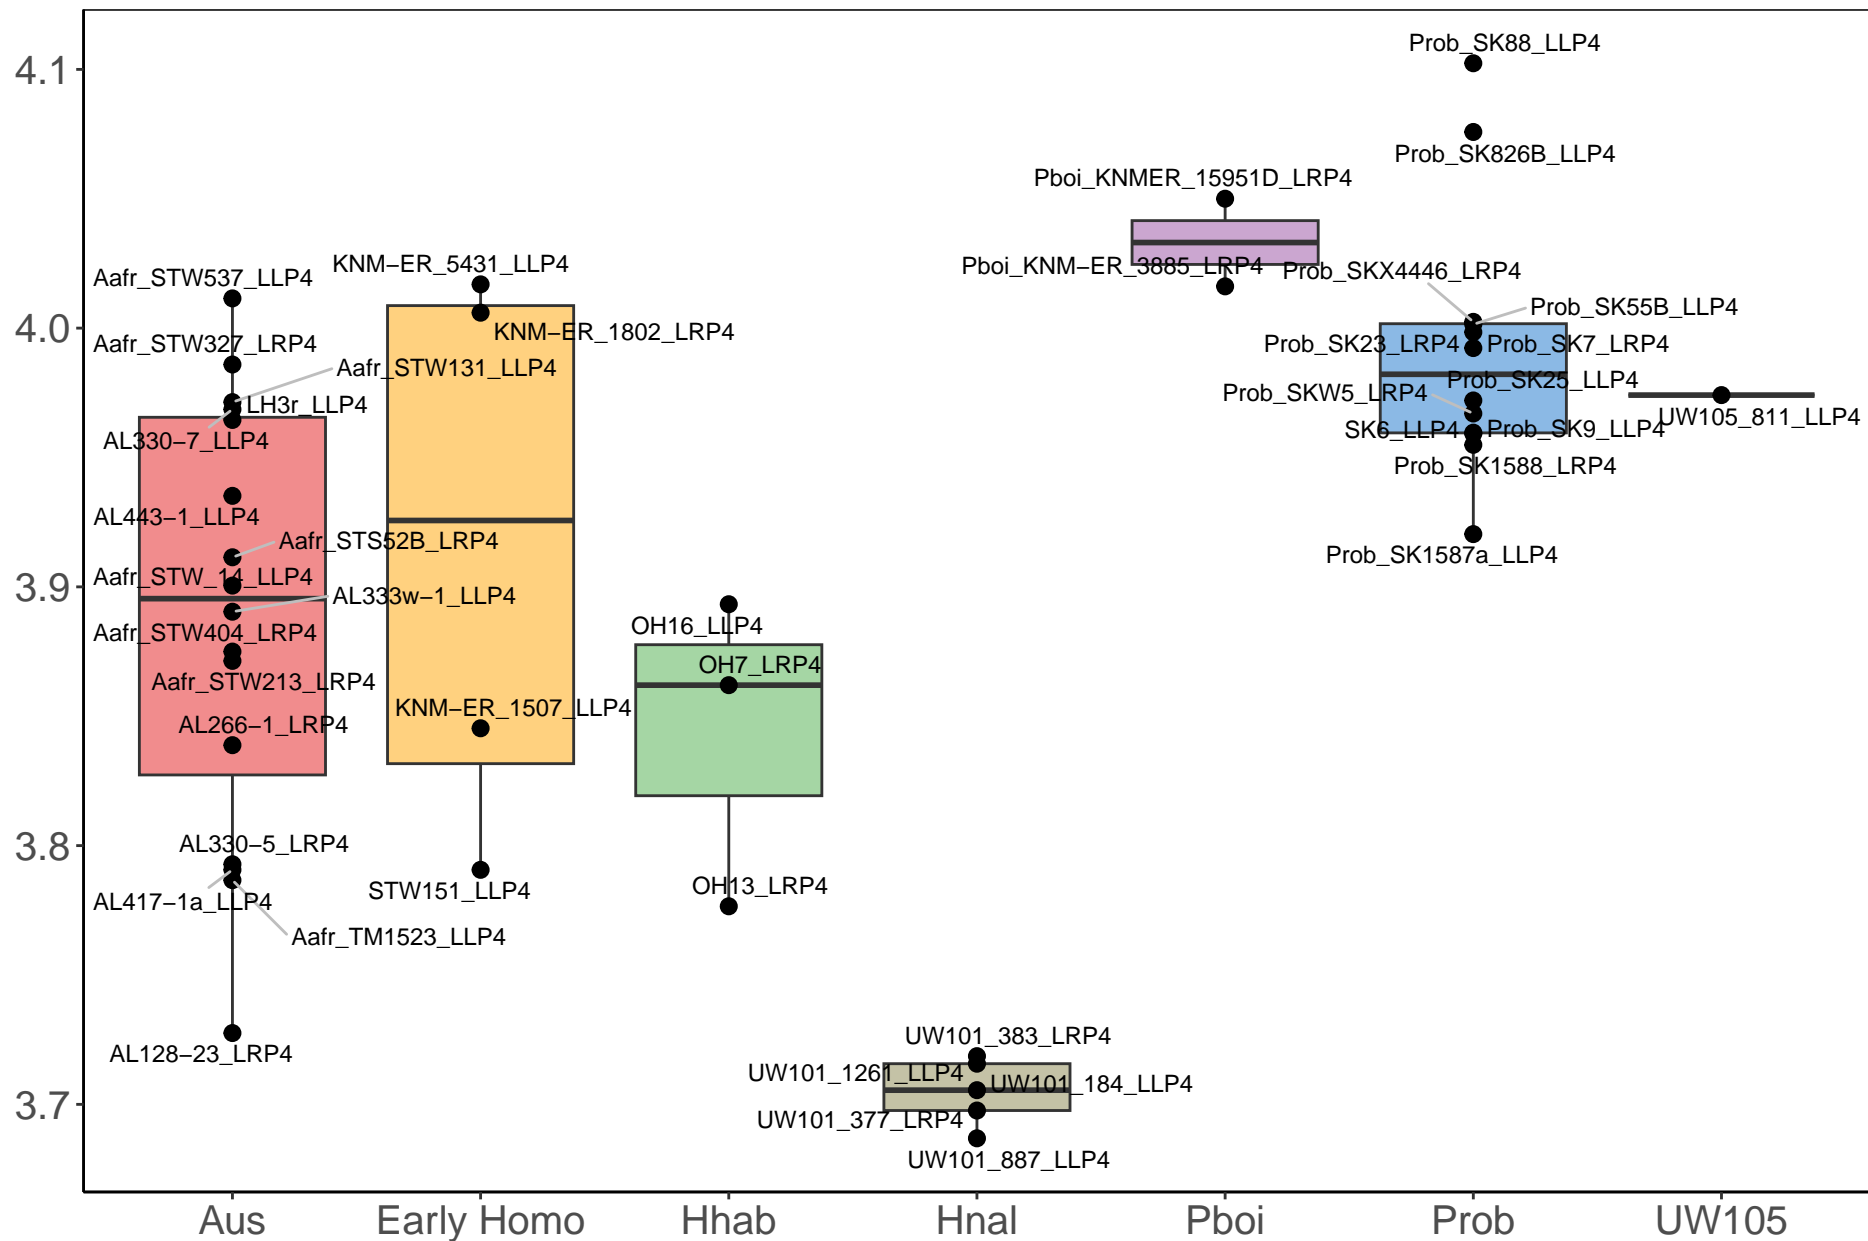 Prob_SK88_LLP4
4.1
Prob_SK826B_LLP4
Pboi_KNMER_15951D_LRP4
KNM−ER_5431_LLP4
Pboi_KNM−ER_3885_LRP4
Prob_SKX4446_LRP4
Aafr_STW537_LLP4
Prob_SK55B_LLP4
4.0
KNM−ER_1802_LRP4
Aafr_STW327_LRP4
Prob_SK23_LRP4
Prob_SK7_LRP4
Aafr_STW131_LLP4
Prob_SK25_LLP4
Prob_SKW5_LRP4
LH3r_LLP4
UW105_811_LLP4
SK6_LLP4
Prob_SK9_LLP4
AL330−7_LLP4
Prob_SK1588_LRP4
AL443−1_LLP4
Aafr_STS52B_LRP4
Prob_SK1587a_LLP4
Aafr_STW_14_LLP4
3.9
AL333w−1_LLP4
OH16_LLP4
Aafr_STW404_LRP4
OH7_LRP4
Aafr_STW213_LRP4
KNM−ER_1507_LLP4
AL266−1_LRP4
AL330−5_LRP4
3.8
OH13_LRP4
STW151_LLP4
AL417−1a_LLP4
Aafr_TM1523_LLP4
UW101_383_LRP4
AL128−23_LRP4
UW101_1261_LLP4
UW101_184_LLP4
3.7
UW101_377_LRP4
UW101_887_LLP4
Aus
Early Homo
Hhab
Hnal
Pboi
Prob
UW105